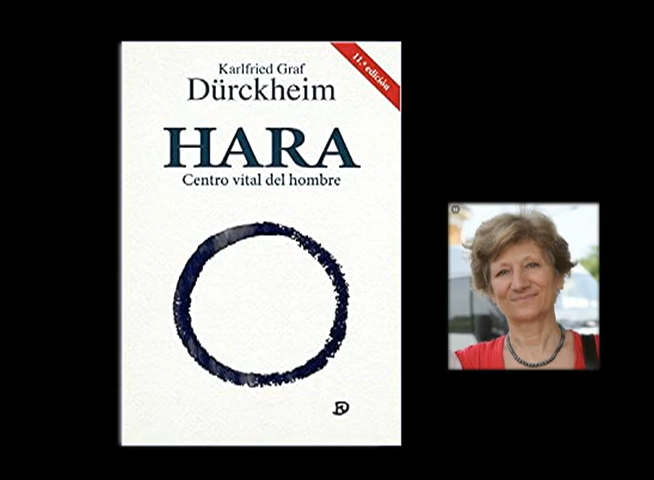 11.ª edición
Karlfried Graf
Dürckheim
HARA
Centro vital del hombre